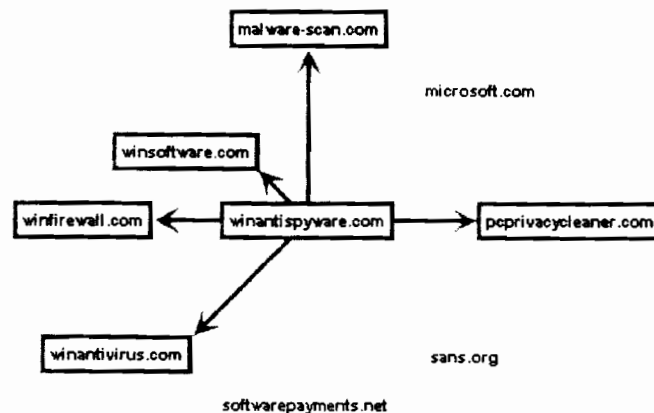 malware-scan.com
microsoft.com
winsoftware.com
winfirewall.com
winantispyware.com
pcprivacycleaner.com
winantivirus.com
sans.org
softwarepayments.net